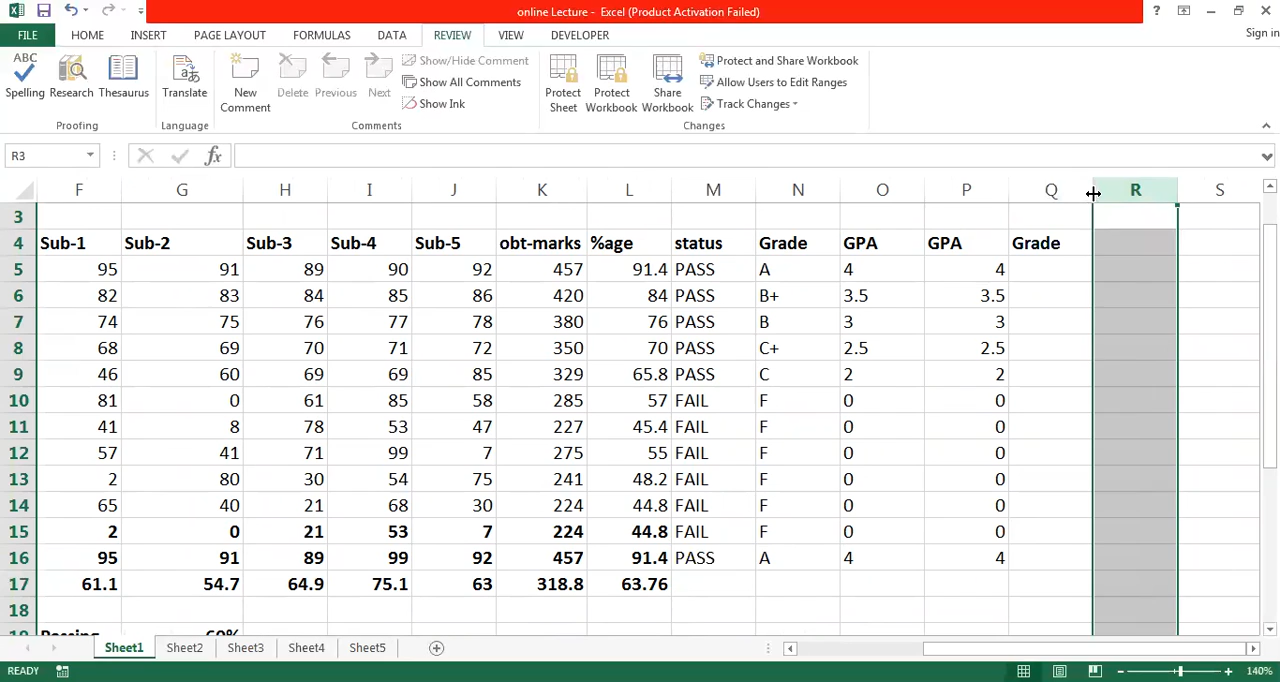 online Lecture - Excel (Product Activation Failed)
FILE HOME INSERT PAGE LAYOUT FORMULAS DATA REVIEW VIEW DEVELOPER Sign in
ABC
Spelling Research Thesaurus Translate New Comment Delete Previous Next Show/Hide Comment
Show All Comments
Show Ink
Protect Sheet Protect Workbook Share Workbook Protect and Share Workbook
Allow Users to Edit Ranges
Track Changes
Proofing Language Comments Changes
R3 fx
F G H I J K L M N O P Q R S
3
4 Sub-1 Sub-2 Sub-3 Sub-4 Sub-5 obt-marks %age status Grade GPA GPA Grade
5 95 91 89 90 92 457 91.4 PASS A 4 4
6 82 83 84 85 86 420 84 PASS B+ 3.5 3.5
7 74 75 76 77 78 380 76 PASS B 3 3
8 68 69 70 71 72 350 70 PASS C+ 2.5 2.5
9 46 60 69 69 85 329 65.8 PASS C 2 2
10 81 0 61 85 58 285 57 FAIL F 0 0
11 41 8 78 53 47 227 45.4 FAIL F 0 0
12 57 41 71 99 7 275 55 FAIL F 0 0
13 2 80 30 54 75 241 48.2 FAIL F 0 0
14 65 40 21 68 30 224 44.8 FAIL F 0 0
15 2 0 21 53 7 224 44.8 FAIL F 0 0
16 95 91 89 99 92 457 91.4 PASS A 4 4
17 61.1 54.7 64.9 75.1 63 318.8 63.76
18
19 Passing 60%
Sheet1 Sheet2 Sheet3 Sheet4 Sheet5
READY 140%